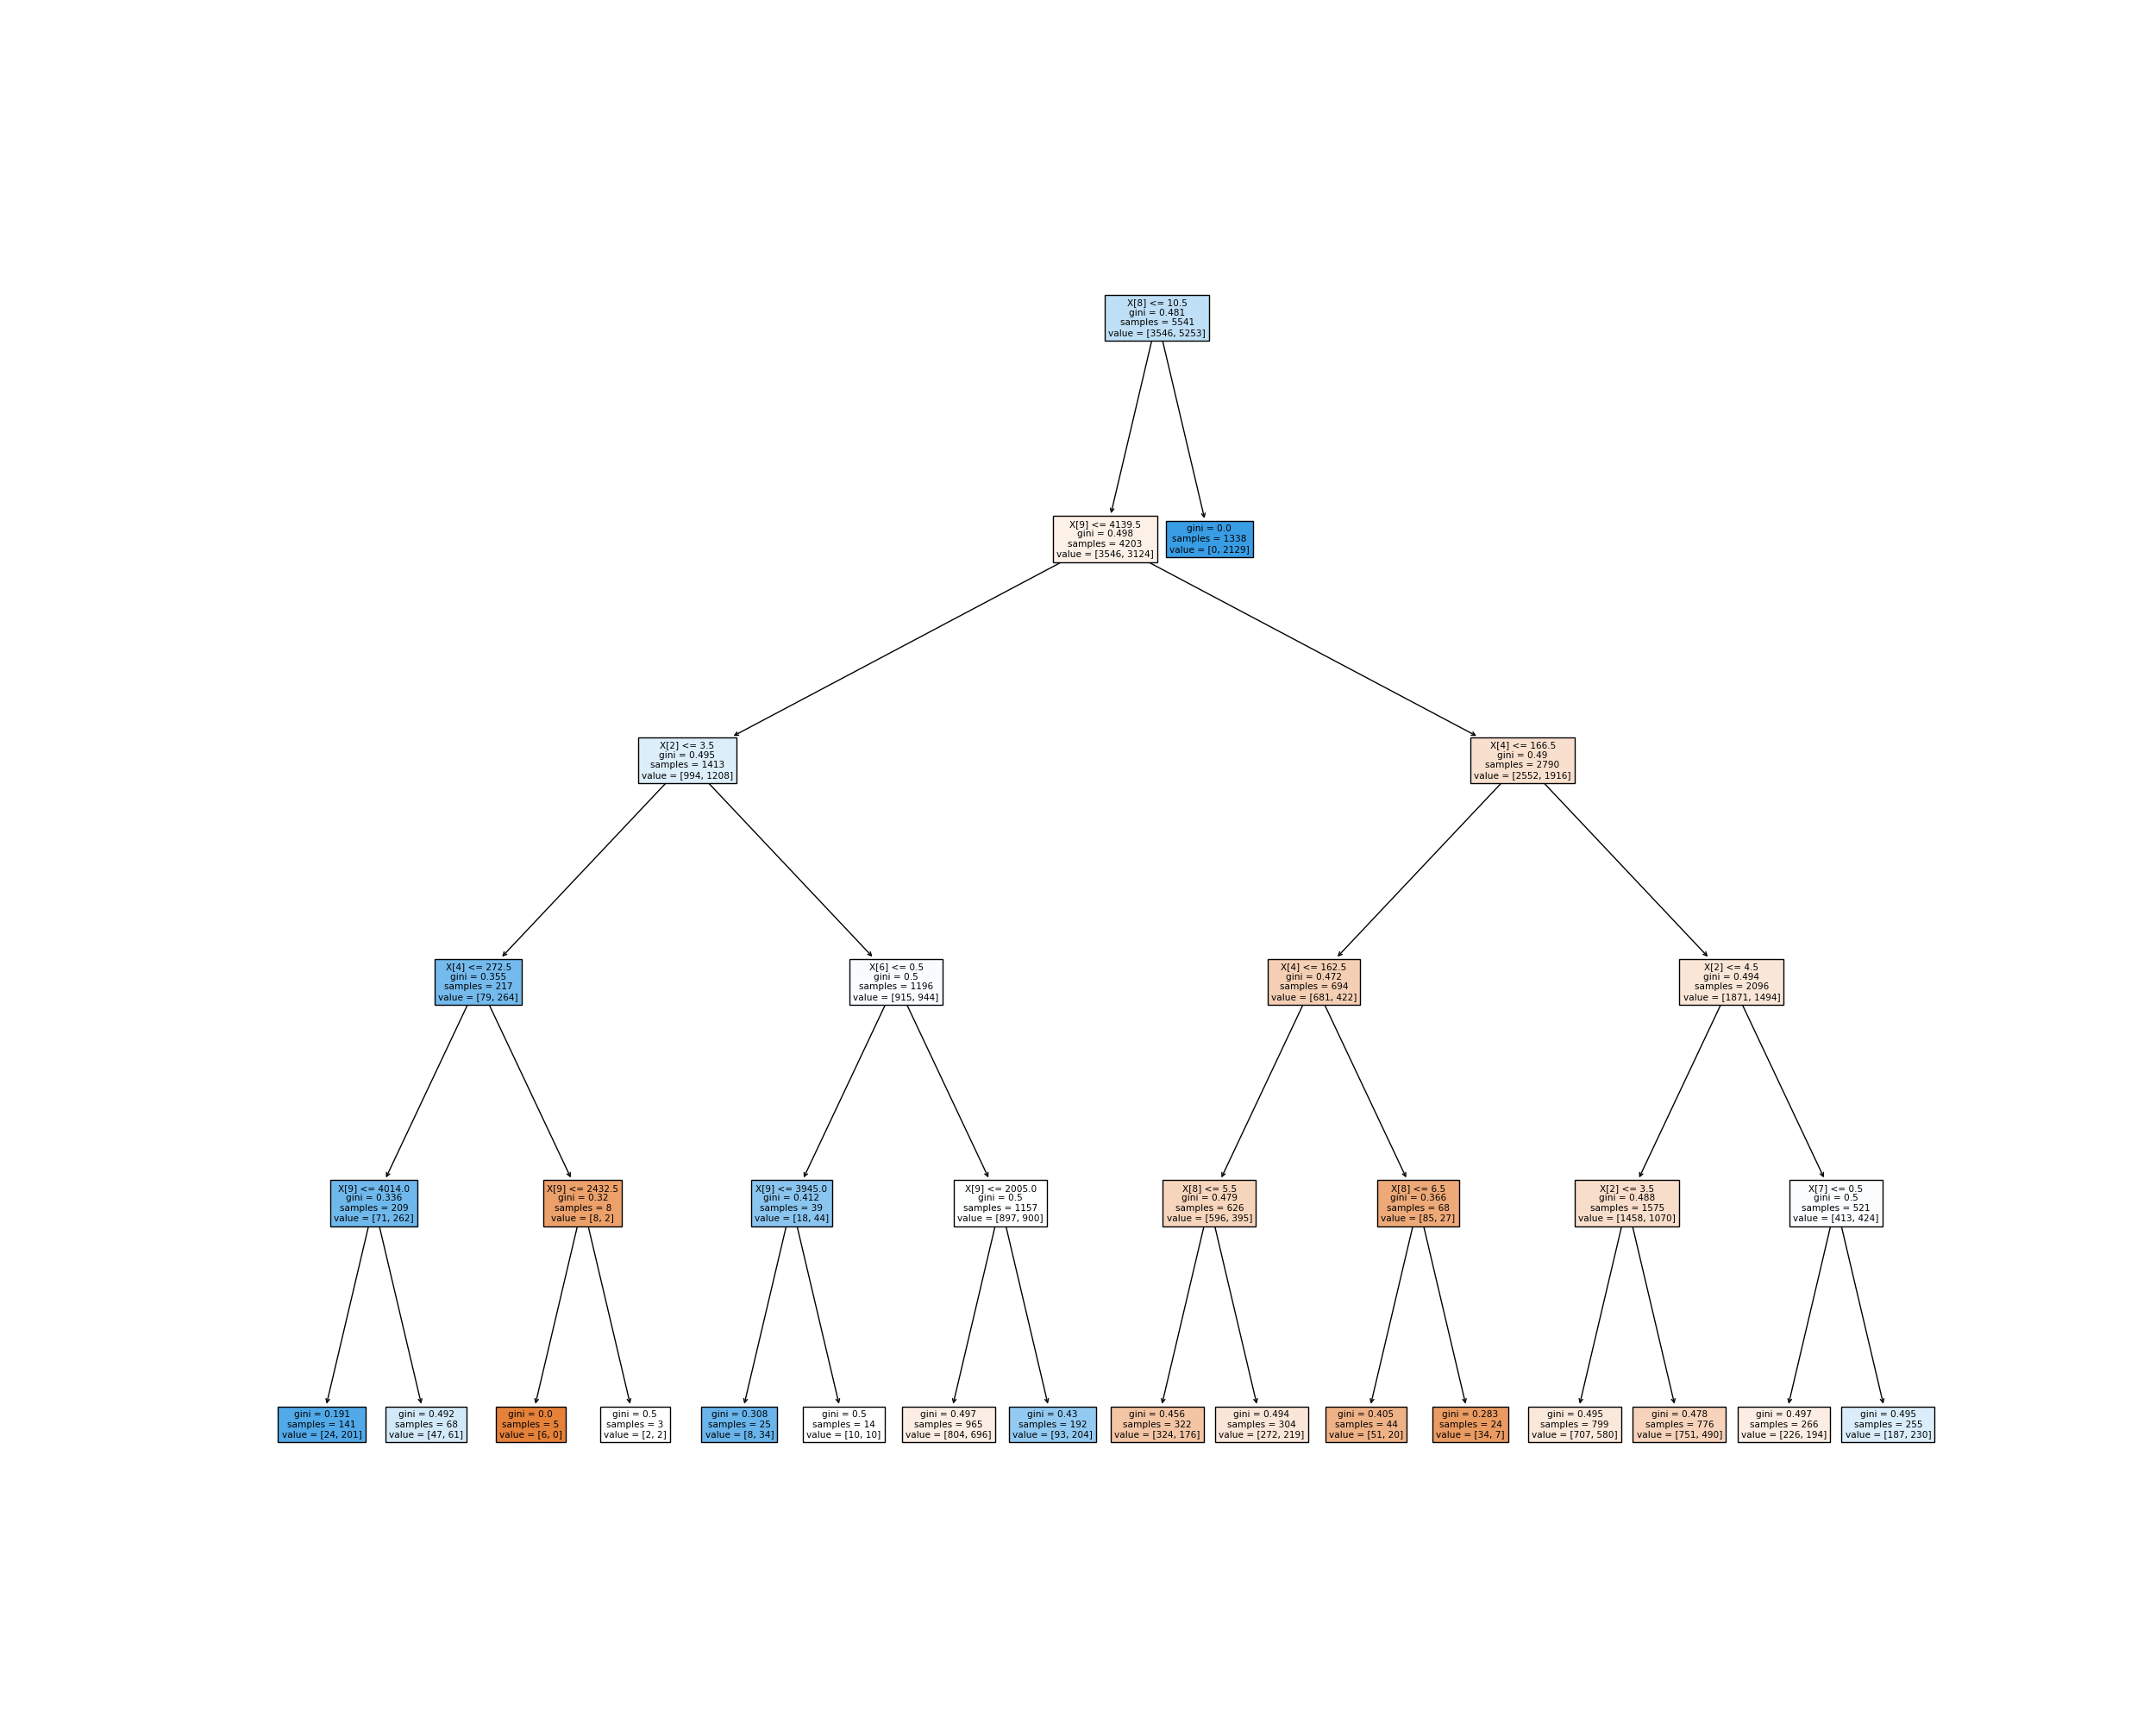 X[8] <= 10.5
gini = 0.481
samples = 5541
value = [3546, 5253]
X[9] <= 4139.5
gini = 0.498
samples = 4203
value = [3546, 3124]
gini = 0.0
samples = 1338
value = [0, 2129]
X[2] <= 3.5
gini = 0.495
samples = 1413
value = [994, 1208]
X[4] <= 166.5
gini = 0.49
samples = 2790
value = [2552, 1916]
X[4] <= 272.5
gini = 0.355
samples = 217
value = [79, 264]
X[6] <= 0.5
gini = 0.5
samples = 1196
value = [915, 944]
X[4] <= 162.5
gini = 0.472
samples = 694
value = [681, 422]
X[2] <= 4.5
gini = 0.494
samples = 2096
value = [1871, 1494]
X[9] <= 4014.0
gini = 0.336
samples = 209
value = [71, 262]
X[9] <= 2432.5
gini = 0.32
samples = 8
value = [8, 2]
X[9] <= 3945.0
gini = 0.412
samples = 39
value = [18, 44]
X[9] <= 2005.0
gini = 0.5
samples = 1157
value = [897, 900]
X[8] <= 5.5
gini = 0.479
samples = 626
value = [596, 395]
X[8] <= 6.5
gini = 0.366
samples = 68
value = [85, 27]
X[2] <= 3.5
gini = 0.488
samples = 1575
value = [1458, 1070]
X[7] <= 0.5
gini = 0.5
samples = 521
value = [413, 424]
gini = 0.191
samples = 141
value = [24, 201]
gini = 0.492
samples = 68
value = [47, 61]
gini = 0.0
samples = 5
value = [6, 0]
gini = 0.5
samples = 3
value = [2, 2]
gini = 0.308
samples = 25
value = [8, 34]
gini = 0.5
samples = 14
value = [10, 10]
gini = 0.497
samples = 965
value = [804, 696]
gini = 0.43
samples = 192
value = [93, 204]
gini = 0.456
samples = 322
value = [324, 176]
gini = 0.494
samples = 304
value = [272, 219]
gini = 0.405
samples = 44
value = [51, 20]
gini = 0.283
samples = 24
value = [34, 7]
gini = 0.495
samples = 799
value = [707, 580]
gini = 0.478
samples = 776
value = [751, 490]
gini = 0.497
samples = 266
value = [226, 194]
gini = 0.495
samples = 255
value = [187, 230]